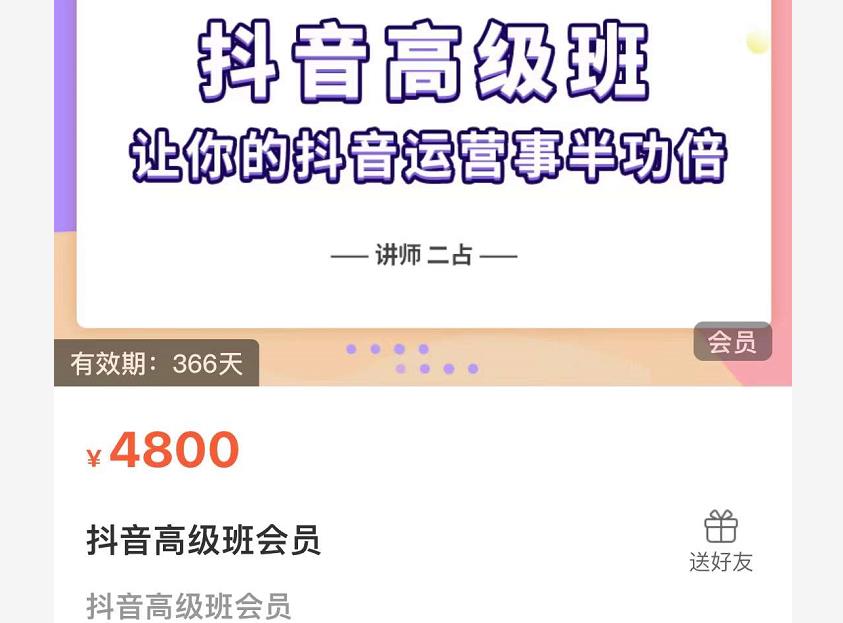 抖音高级班
让你的抖音运营事半功倍
讲师 二占
会员
有效期：366天
¥4800
抖音高级班会员
送好友
抖音高级班会员